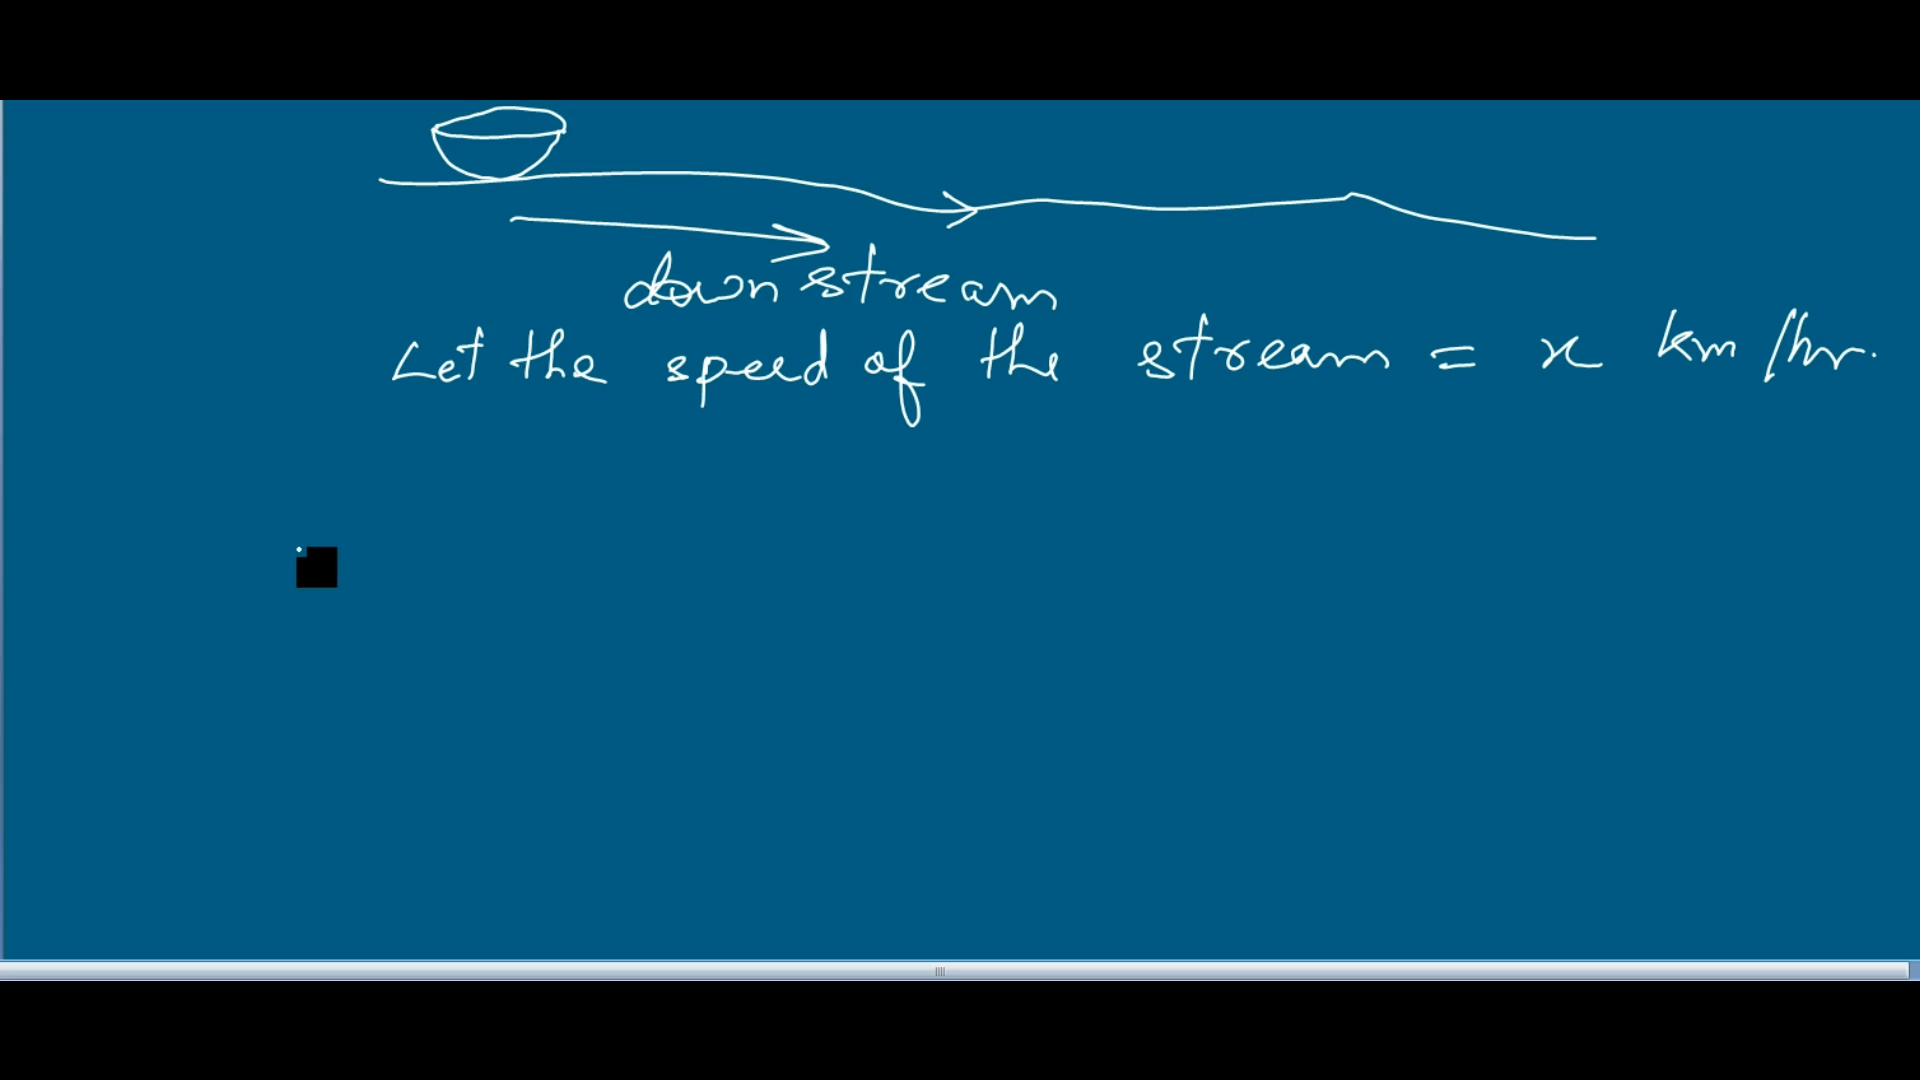 down stream
Let the speed of the stream = x km/hr.